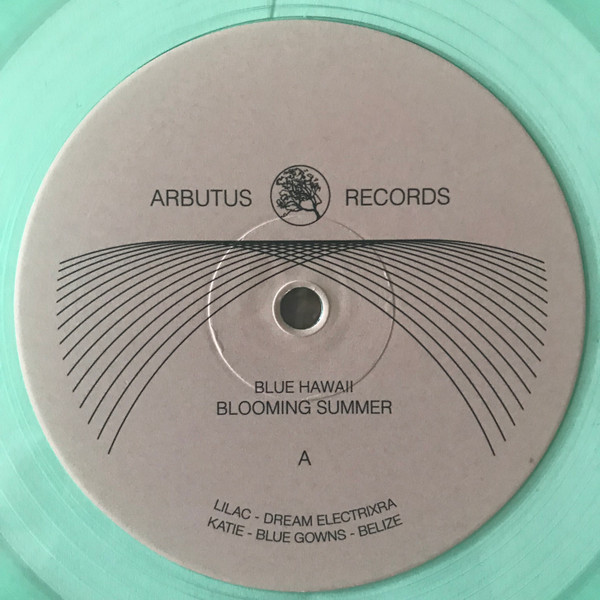 ARBUTUS RECORDS
BLUE HAWAII
BLOOMING SUMMER
A
LILAC - DREAM ELECTRIXRA
KATIE - BLUE GOWNS - BELIZE